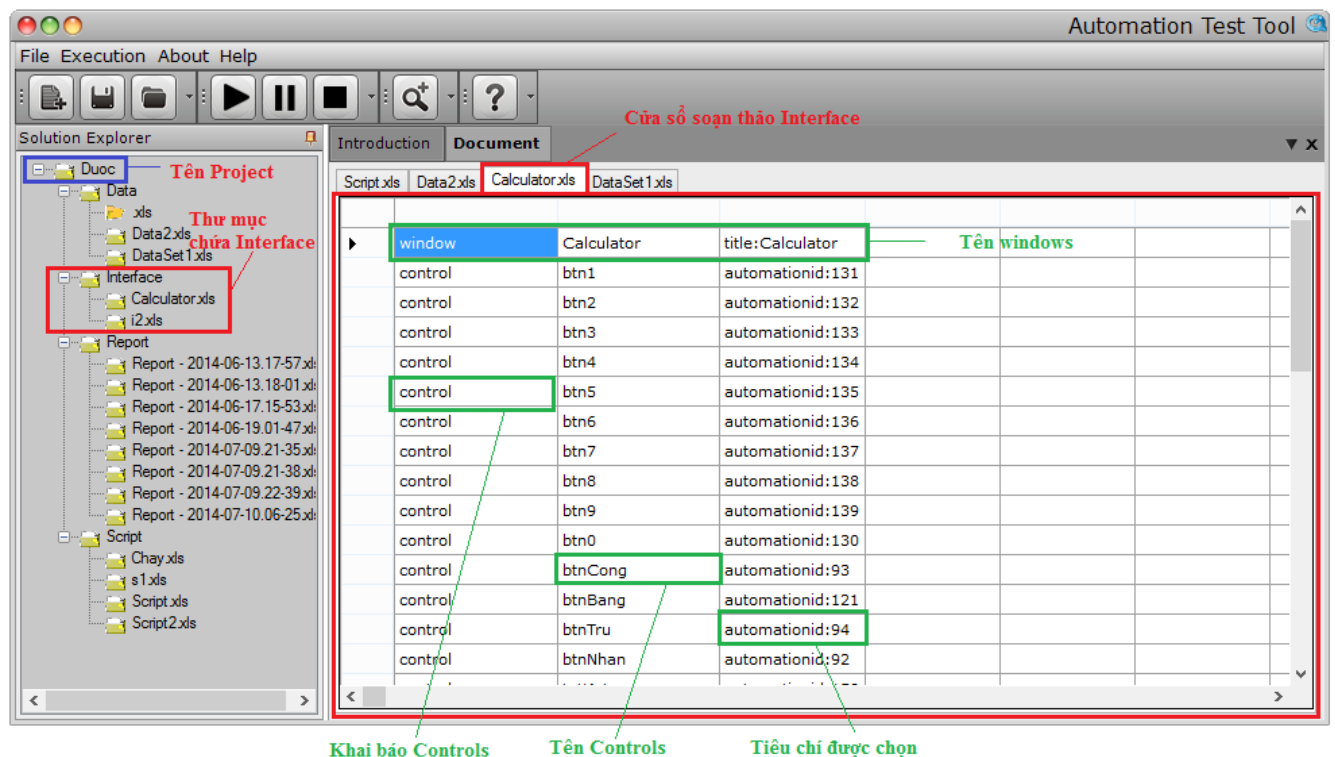 Automation Test Tool
File Execution About Help
Solution Explorer
Introduction Document
Cửa sổ soạn thảo Interface
Script.xls Data2.xls Calculator.xls DataSet1.xls
Duoc
Tên Project
Data
.xls
Data2.xls
DataSet1.xls
Thư mục
chứa Interface
Interface
Calculator.xls
i2.xls
Report
Report - 2014-06-13.17-57.xls
Report - 2014-06-13.18-01.xls
Report - 2014-06-17.15-53.xls
Report - 2014-06-19.01-47.xls
Report - 2014-07-09.21-35.xls
Report - 2014-07-09.21-38.xls
Report - 2014-07-09.22-39.xls
Report - 2014-07-10.06-25.xls
Script
Chay.xls
s1.xls
Script.xls
Script2.xls
window Calculator title:Calculator
Tên windows
control btn1 automationid:131
control btn2 automationid:132
control btn3 automationid:133
control btn4 automationid:134
control btn5 automationid:135
control btn6 automationid:136
control btn7 automationid:137
control btn8 automationid:138
control btn9 automationid:139
control btn0 automationid:130
control btnCong automationid:93
control btnBang automationid:121
control btnTru automationid:94
control btnNhan automationid:92
Khai báo Controls
Tên Controls
Tiêu chí được chọn